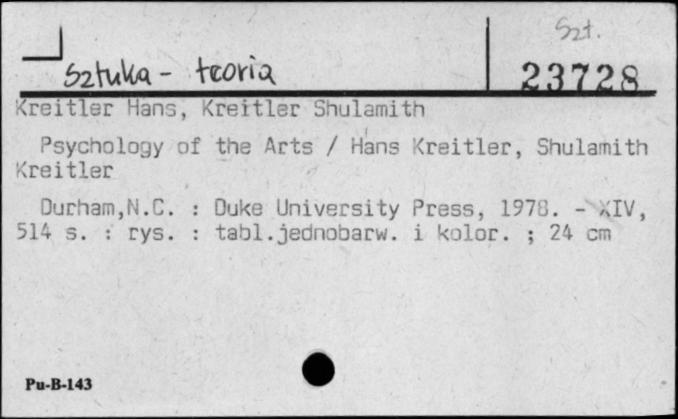 Szt.
Sztuka - teoria
23728
Kreitler Hans, Kreitler Shulamith
Psychology of the Arts / Hans Kreitler, Shulamith
Kreitler
Durham,N.C. : Duke University Press, 1978. - XIV,
514 s. : rys. : tabl.jednobarw. i kolor. ; 24 cm
Pu-B-143